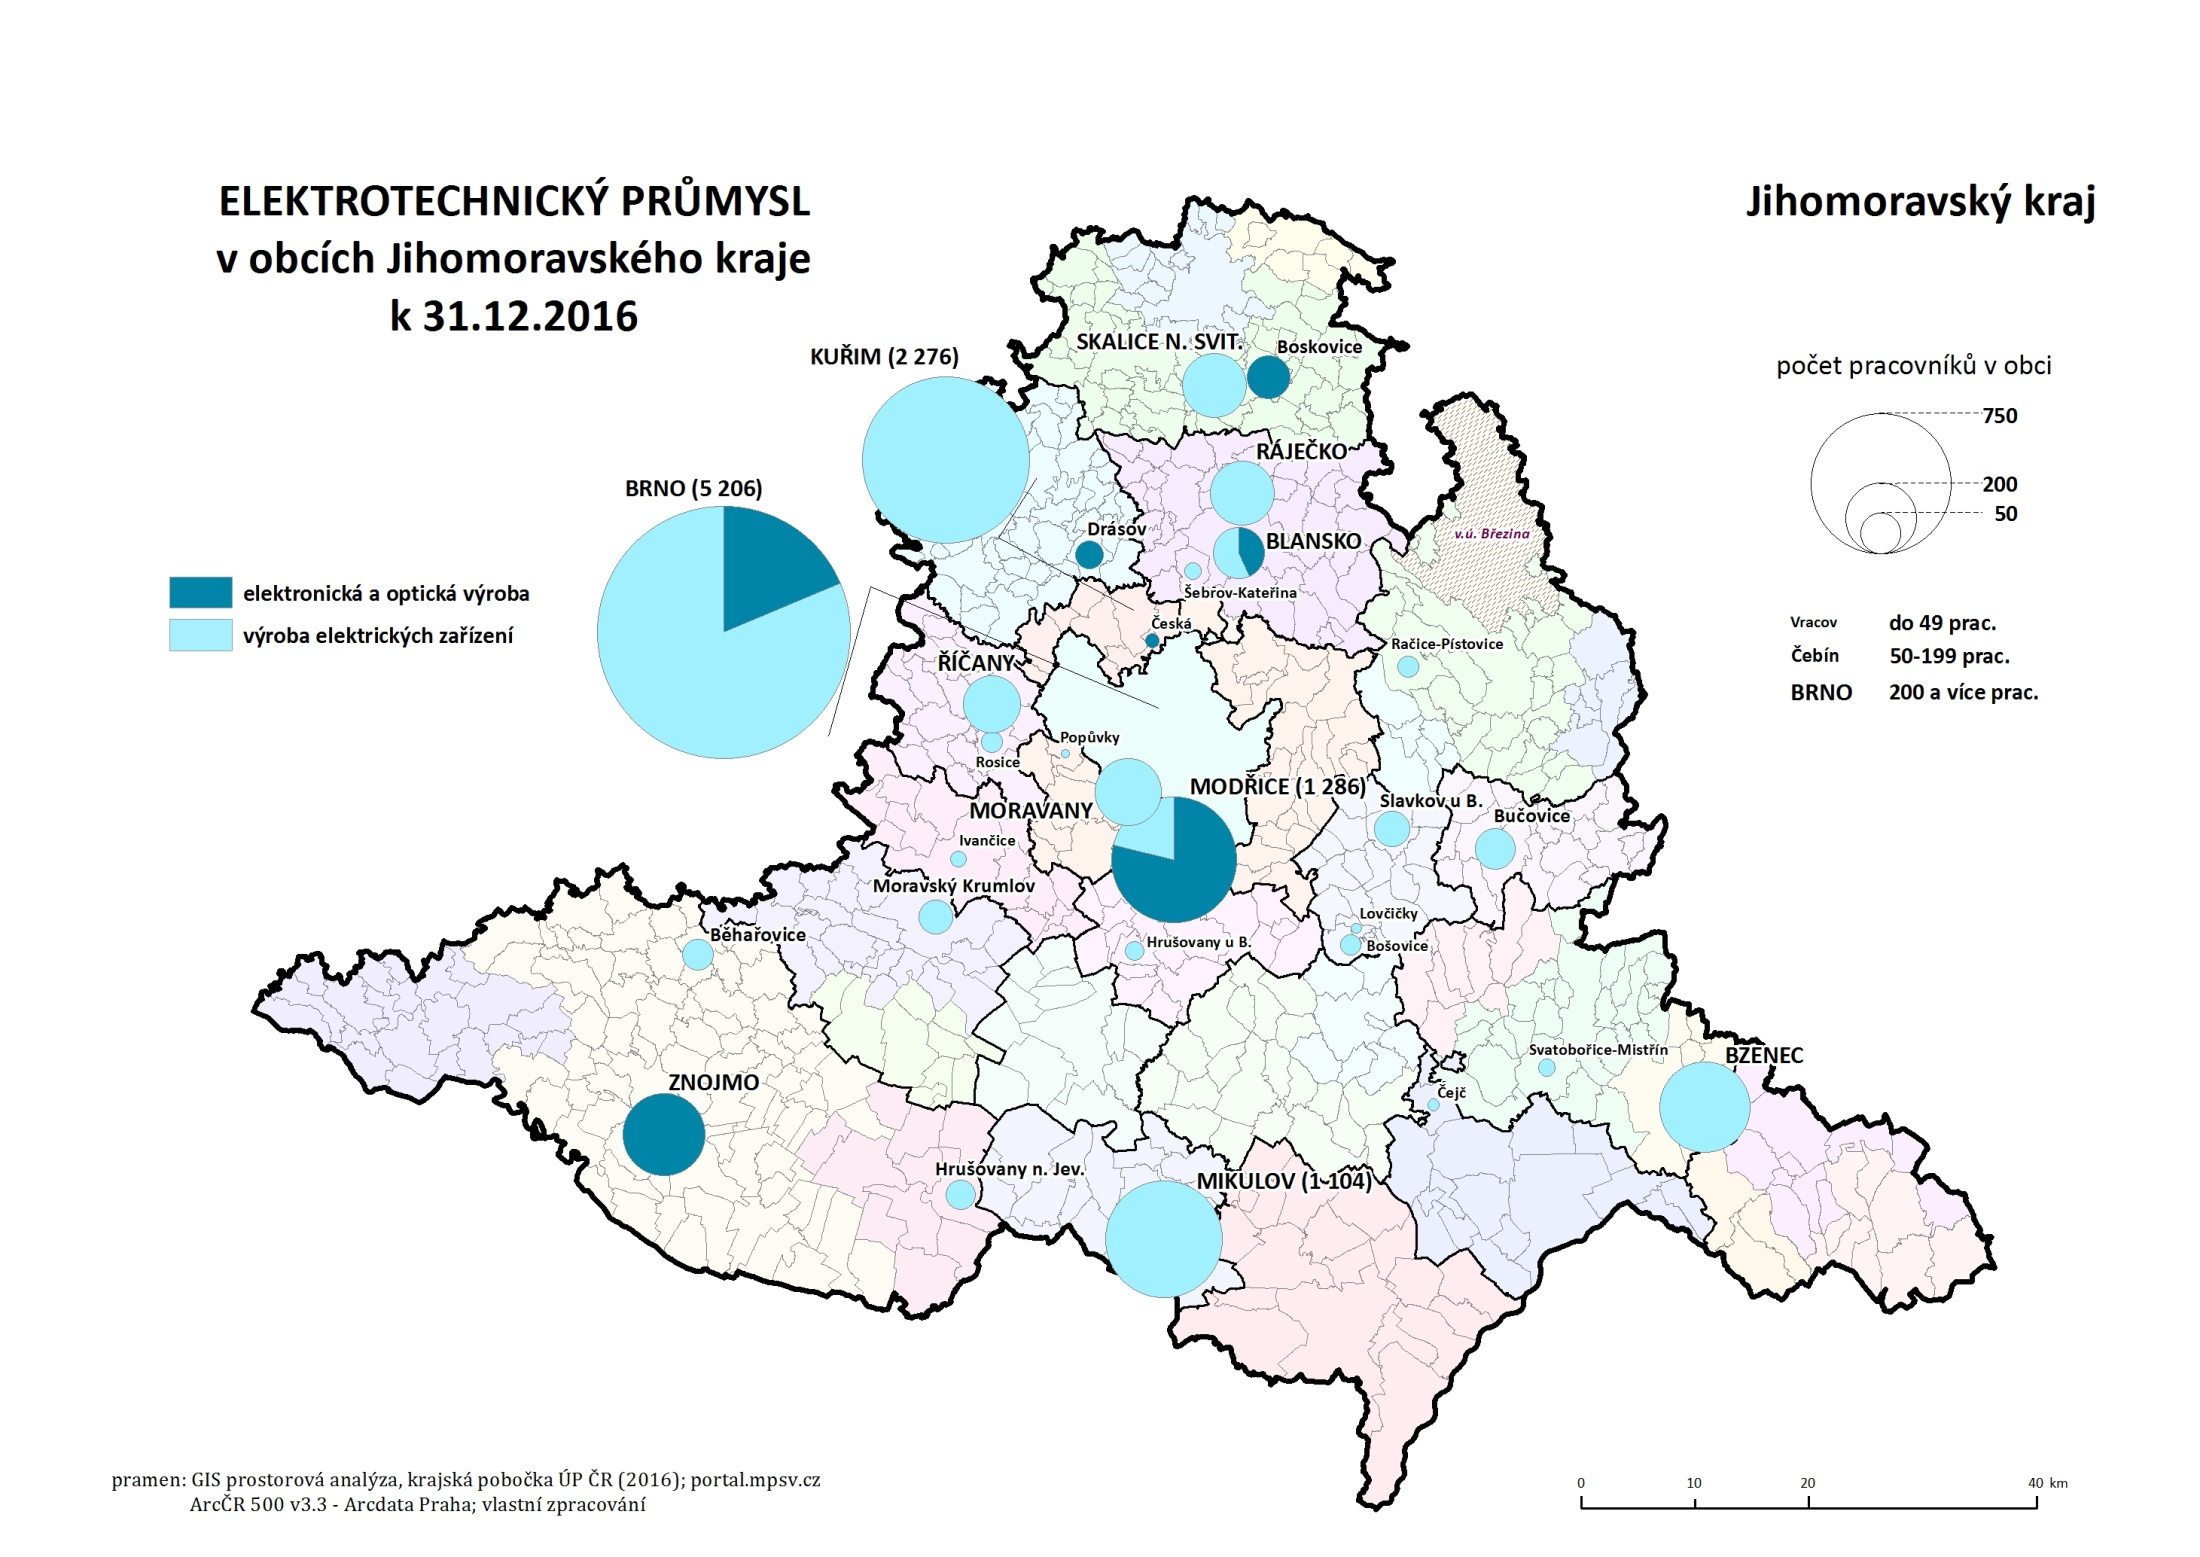 ELEKTROTECHNICKÝ PRŮMYSL
v obcích Jihomoravského kraje
k 31.12.2016
Jihomoravský kraj
KUŘIM (2 276)
BRNO (5 206)
elektronická a optická výroba
výroba elektrických zařízení
počet pracovníků v obci
750
200
50
Vracov do 49 prac.
Čebín 50-199 prac.
BRNO 200 a více prac.
SKALICE N. SVIT.
Boskovice
RÁJEČKO
Drásov
BLANSKO
v.ú. Březina
Šebřov-Kateřina
Česká
Račice-Pístovice
ŘÍČANY
Popůvky
Rosice
MODŘICE (1 286)
MORAVANY
Slavkov u B.
Bučovice
Ivančice
Moravský Krumlov
Lovčičky
Běhařovice
Hrušovany u B.
Bošovice
Svatobořice-Mistřín
BZENEC
ZNOJMO
Čejč
Hrušovany n. Jev.
MIKULOV (1 104)
pramen: GIS prostorová analýza, krajská pobočka ÚP ČR (2016); portal.mpsv.cz
ArcČR 500 v3.3 - Arcdata Praha; vlastní zpracování
0 10 20 40 km